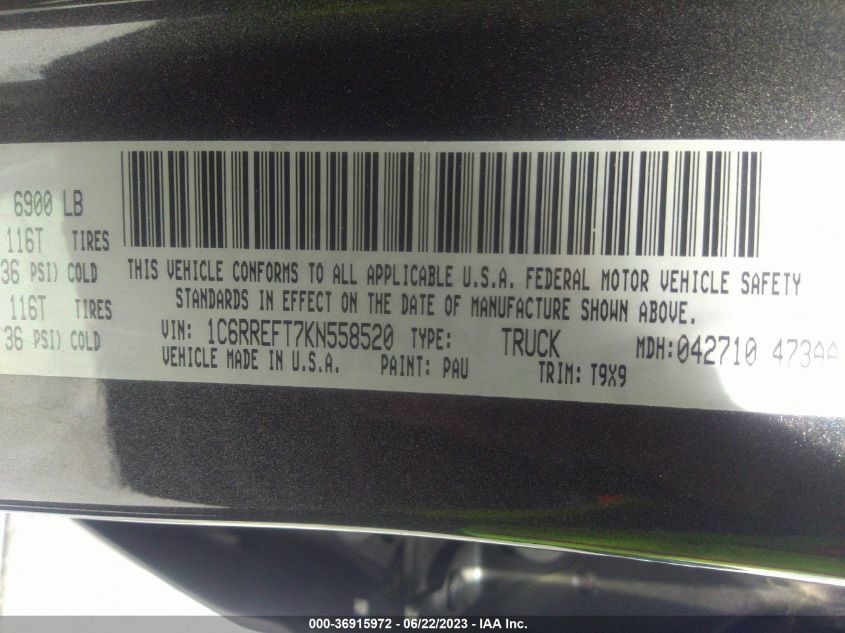 6900 LB
116T TIRES
36 PSI) COLD
116T TIRES
36 PSI) COLD
THIS VEHICLE CONFORMS TO ALL APPLICABLE U.S.A. FEDERAL MOTOR VEHICLE SAFETY
STANDARDS IN EFFECT ON THE DATE OF MANUFACTURE SHOWN ABOVE.
VIN: 1C6RREFT7KN558520 TYPE: TRUCK MDH:042710 473AA
VEHICLE MADE IN U.S.A. PAINT: PAU TRIM: T9X9
000-36915972 - 06/22/2023 - IAA Inc.